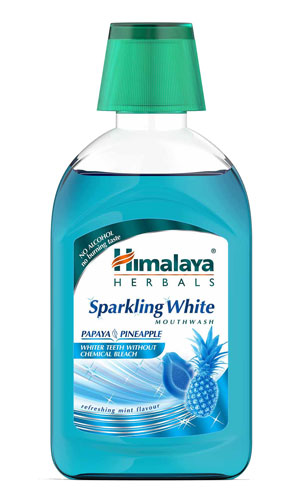 NO ALCOHOL
no burning taste
Himalaya®
HERBALS
Sparkling White
MOUTHWASH
PAPAYA PINEAPPLE
WHITER TEETH WITHOUT
CHEMICAL BLEACH
refreshing mint flavour